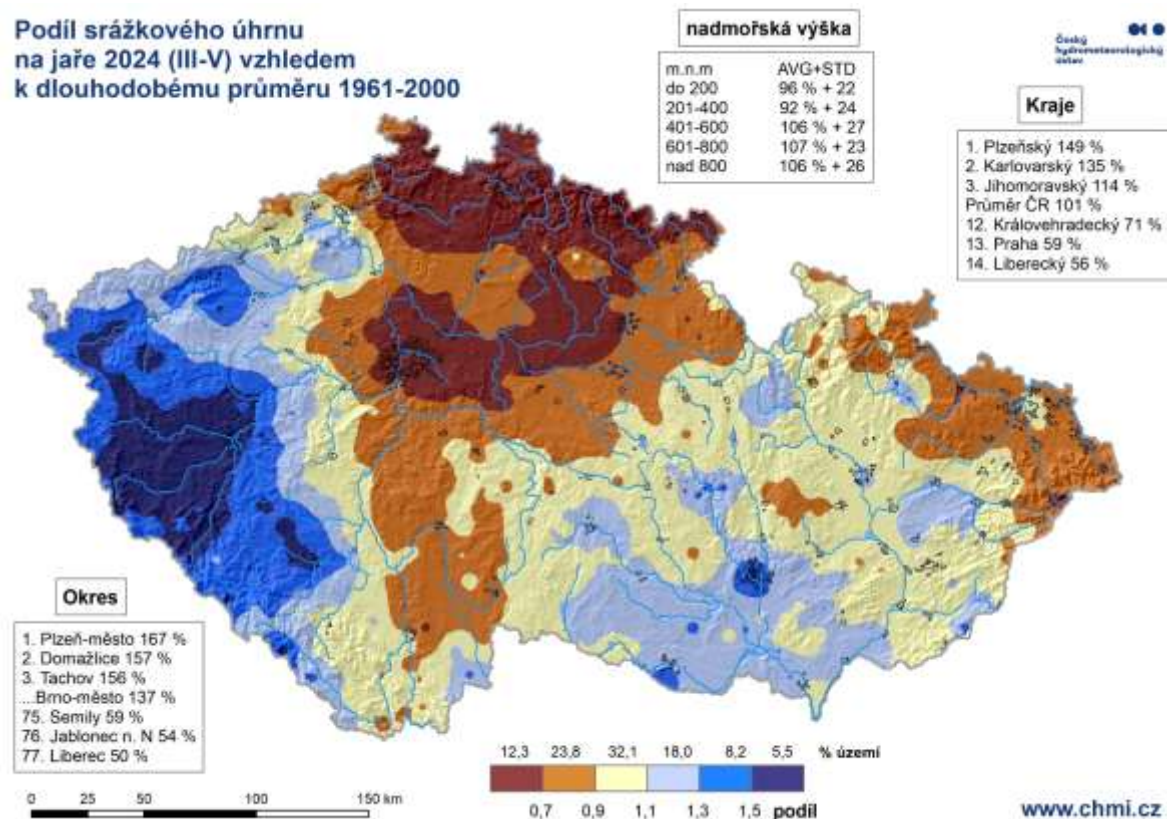 Podíl srážkového úhrnu
na jaře 2024 (III-V) vzhledem
k dlouhodobému průměru 1961-2000
nadmořská výška
m.n.m AVG+STD
do 200 96 % + 22
201-400 92 % + 24
401-600 106 % + 27
601-800 107 % + 23
nad 800 106 % + 26
Český
hydrometeorologický
ústav
Kraje
1. Plzeňský 149 %
2. Karlovarský 135 %
3. Jihomoravský 114 %
Průměr ČR 101 %
12. Královehradecký 71 %
13. Praha 59 %
14. Liberecký 56 %
Okres
1. Plzeň-město 167 %
2. Domažlice 157 %
3. Tachov 156 %
...Brno-město 137 %
75. Semily 59 %
76. Jablonec n. N 54 %
77. Liberec 50 %
12,3 23,8 32,1 18,0 8,2 5,5 % území
0,7 0,9 1,1 1,3 1,5 podíl
0 25 50 100 150 km
www.chmi.cz